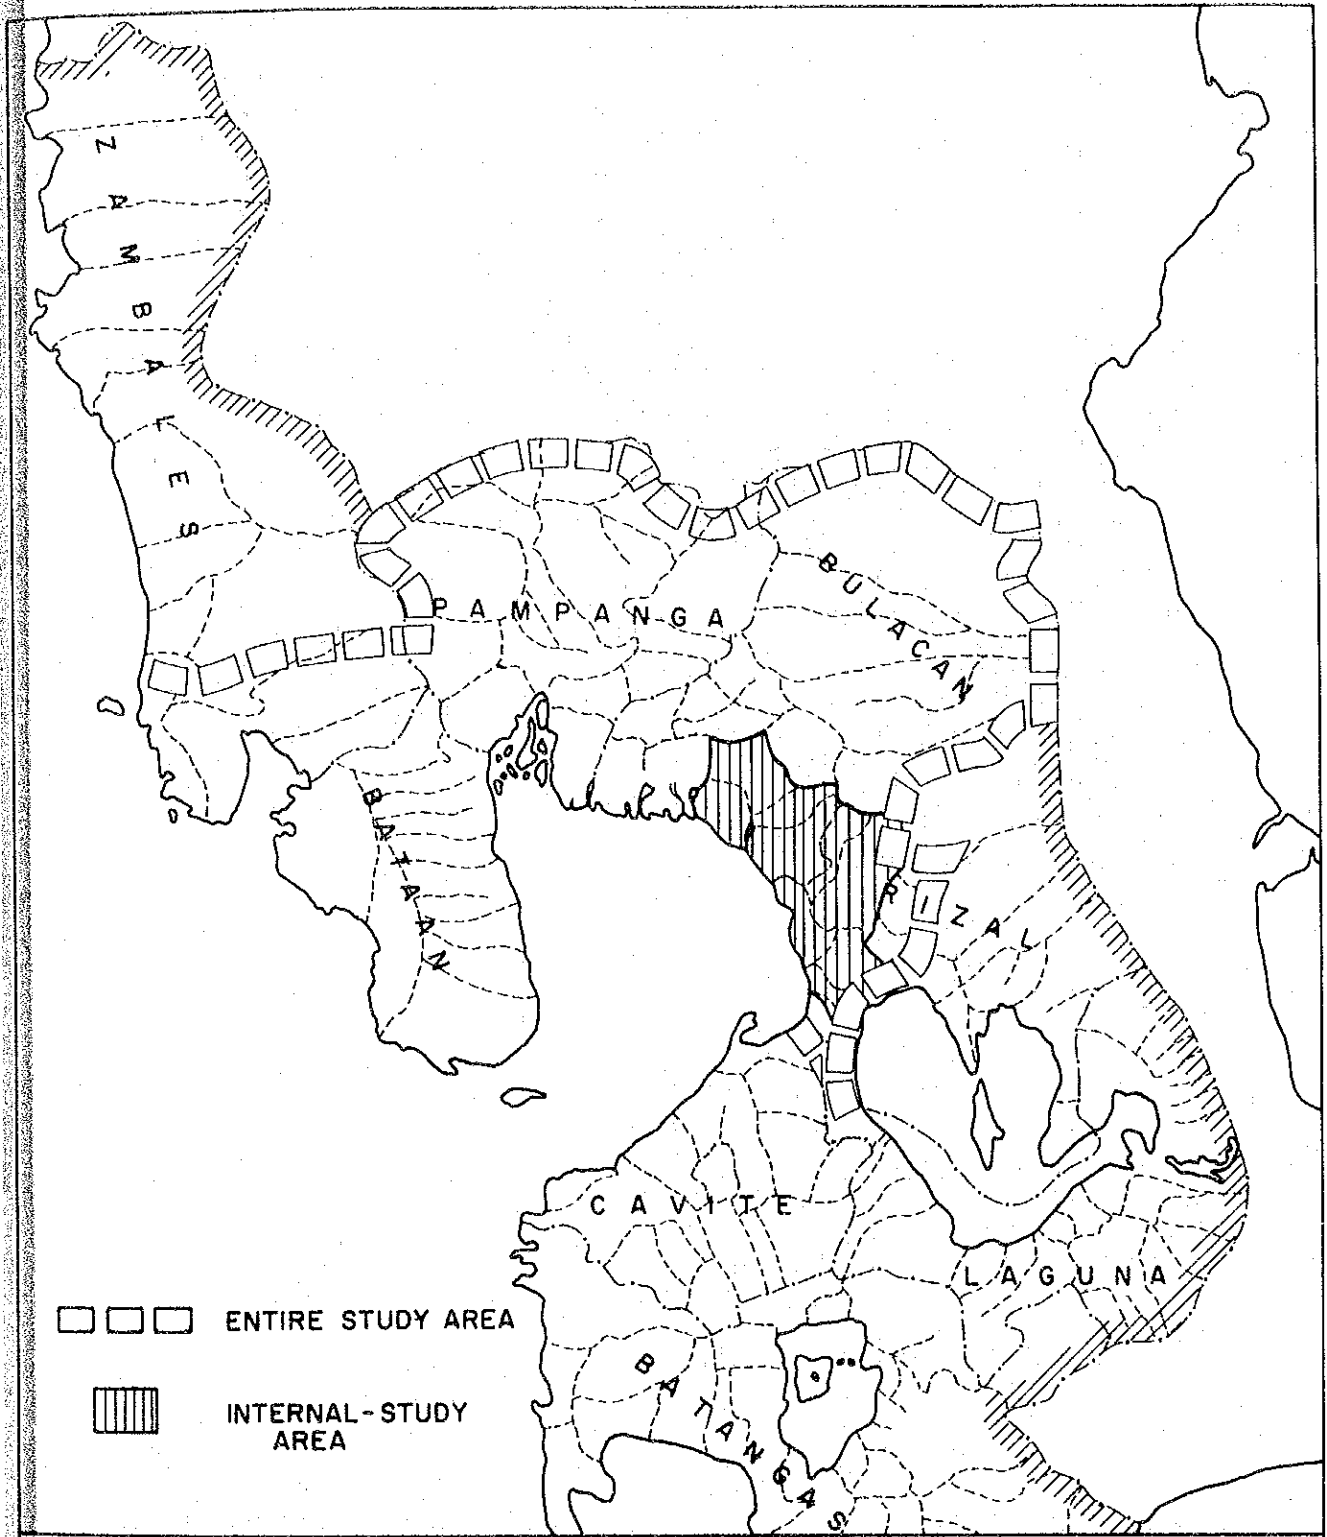 ZAMBALES
PAMPANGA
BULACAN
BATAAN
RIZAL
CAVITE
LAGUNA
BATANGAS
ENTIRE STUDY AREA
INTERNAL-STUDY
AREA